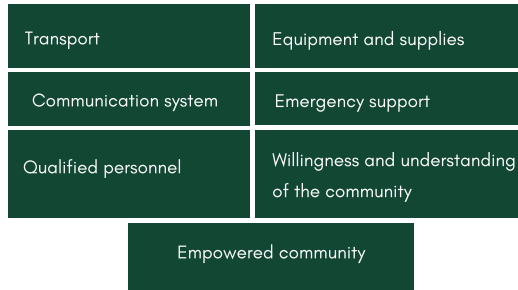 Transport
Equipment and supplies
Communication system
Emergency support
Qualified personnel
Willingness and understanding
of the community
Empowered community